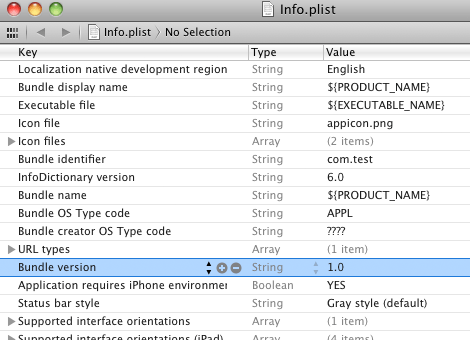 Info.plist
Info.plist No Selection
Key Type Value
Localization native development region String English
Bundle display name String ${PRODUCT_NAME}
Executable file String ${EXECUTABLE_NAME}
Icon file String appicon.png
Icon files Array (2 items)
Bundle identifier String com.test
InfoDictionary version String 6.0
Bundle name String ${PRODUCT_NAME}
Bundle OS Type code String APPL
Bundle creator OS Type code String ????
URL types Array (1 item)
Bundle version String 1.0
Application requires iPhone environmen Boolean YES
Status bar style String Gray style (default)
Supported interface orientations Array (1 item)
Supported interface orientations (iPad) Array (4 items)